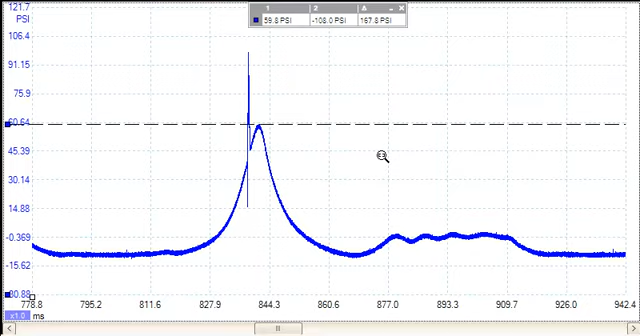 121.7
PSI
1 2 Δ
59.8 PSI -108.0 PSI 167.8 PSI
106.4
91.15
75.9
60.64
45.39
30.14
14.88
-0.369
-15.62
-30.88
778.8 795.2 811.6 827.9 844.3 860.6 877.0 893.3 909.7 926.0 942.4
x1.0 ms